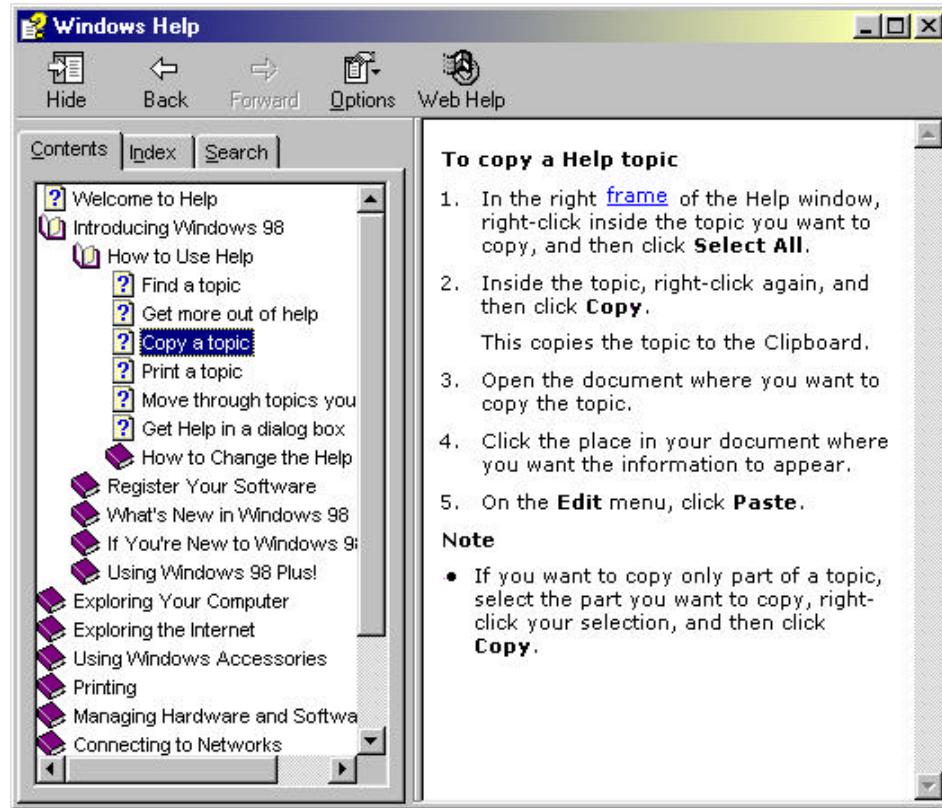 Windows Help
Hide Back Forward Options Web Help
Contents Index Search
Welcome to Help
Introducing Windows 98
How to Use Help
Find a topic
Get more out of help
Copy a topic
Print a topic
Move through topics you
Get Help in a dialog box
How to Change the Help
Register Your Software
What's New in Windows 98
If You're New to Windows 9
Using Windows 98 Plus!
Exploring Your Computer
Exploring the Internet
Using Windows Accessories
Printing
Managing Hardware and Softwa
Connecting to Networks
To copy a Help topic
1. In the right frame of the Help window,
right-click inside the topic you want to
copy, and then click Select All.
2. Inside the topic, right-click again, and
then click Copy.
This copies the topic to the Clipboard.
3. Open the document where you want to
copy the topic.
4. Click the place in your document where
you want the information to appear.
5. On the Edit menu, click Paste.
Note
• If you want to copy only part of a topic,
select the part you want to copy, right-
click your selection, and then click
Copy.